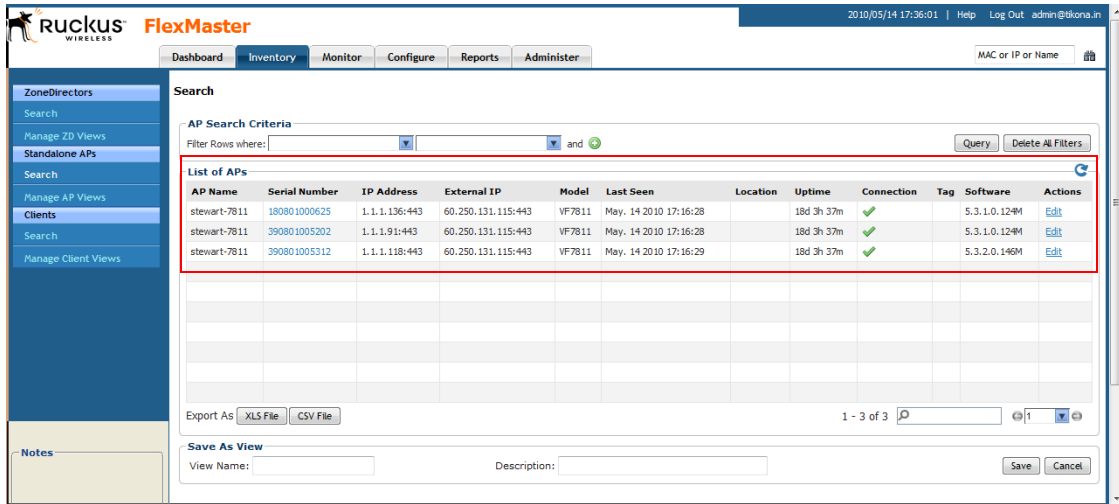 2010/05/14 17:36:01 | Help Log Out admin@tikona.in
RUCKUS WIRELESS FlexMaster
Dashboard Inventory Monitor Configure Reports Administer MAC or IP or Name
ZoneDirectors
Search
Manage ZD Views
Standalone APs
Search
Manage AP Views
Clients
Search
Manage Client Views
Notes
Search
AP Search Criteria
Filter Rows where: and Query Delete All Filters
List of APs
AP Name Serial Number IP Address External IP Model Last Seen Location Uptime Connection Tag Software Actions
stewart-7811 180801000625 1.1.1.136:443 60.250.131.115:443 VF7811 May. 14 2010 17:16:28 18d 3h 37m 5.3.1.0.124M Edit
stewart-7811 390801005202 1.1.1.91:443 60.250.131.115:443 VF7811 May. 14 2010 17:16:28 18d 3h 37m 5.3.1.0.124M Edit
stewart-7811 390801005312 1.1.1.118:443 60.250.131.115:443 VF7811 May. 14 2010 17:16:29 18d 3h 37m 5.3.2.0.146M Edit
Export As XLS File CSV File 1 - 3 of 3 1
Save As View
View Name: Description: Save Cancel